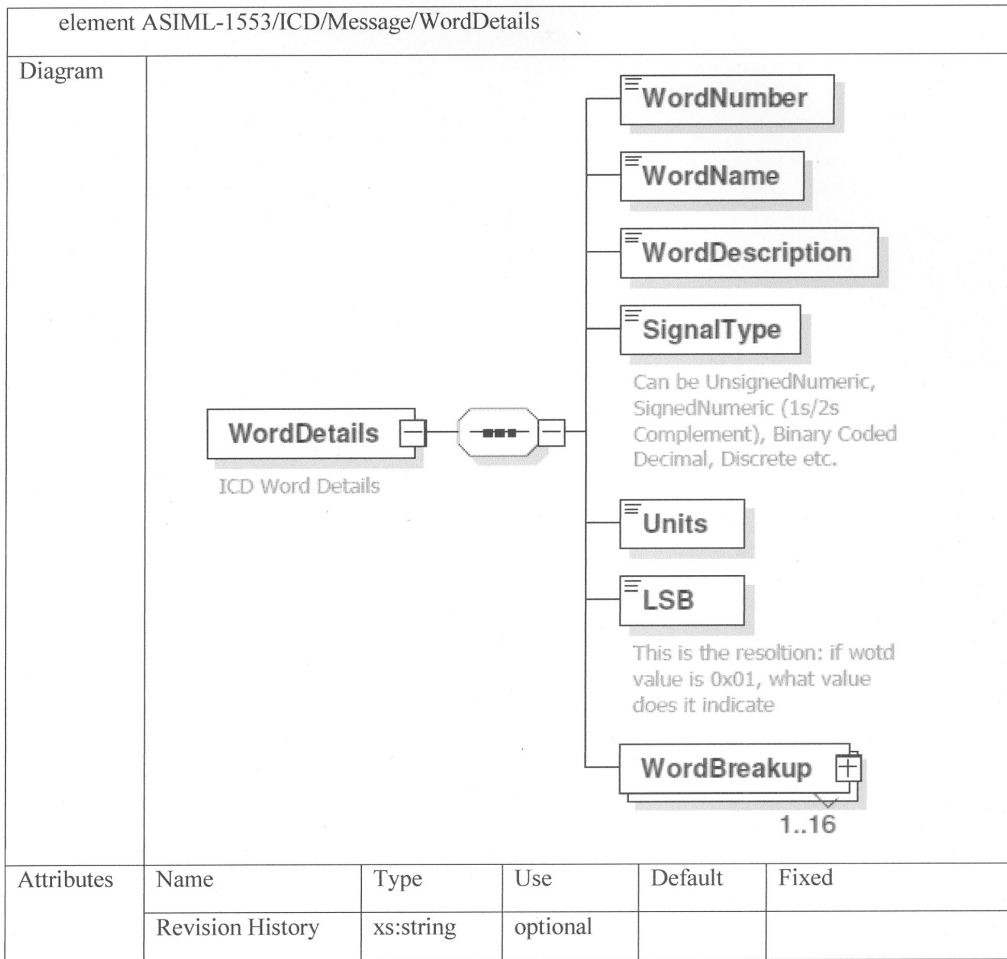 element ASIML-1553/ICD/Message/WordDetails
Diagram
WordNumber
WordName
WordDescription
SignalType
Can be UnsignedNumeric,
SignedNumeric (1s/2s
Complement), Binary Coded
Decimal, Discrete etc.
WordDetails
ICD Word Details
Units
LSB
This is the resoltion: if wotd
value is 0x01, what value
does it indicate
WordBreakup
1..16
Attributes Name Type Use Default Fixed
Revision History xs:string optional